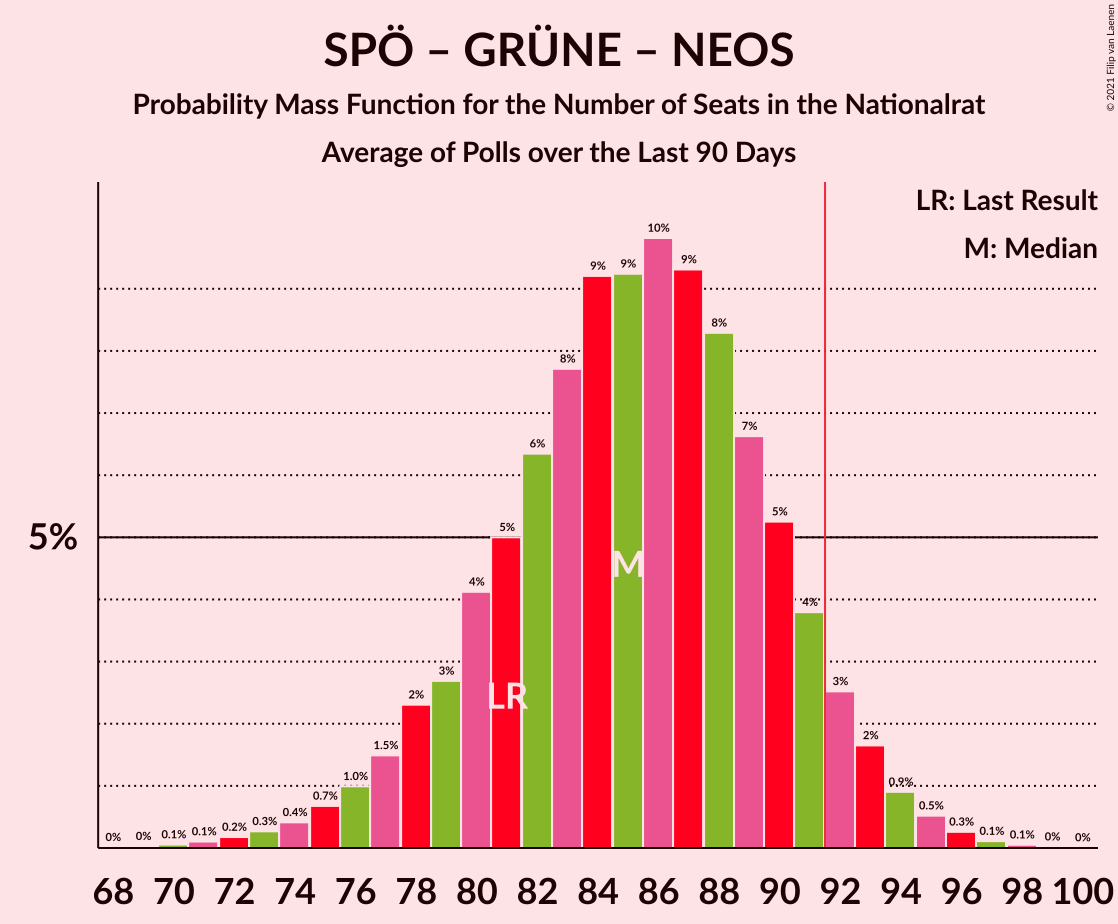 SPÖ – GRÜNE – NEOS
Probability Mass Function for the Number of Seats in the Nationalrat
Average of Polls over the Last 90 Days
© 2021 Filip van Laenen
LR: Last Result
M: Median
5%
0% 0% 0.1% 0.1% 0.2% 0.3% 0.4% 0.7% 1.0% 1.5% 2% 3% 4% 5% 6% 8% 9% 9% 10% 9% 8% 7% 5% 4% 3% 2% 0.9% 0.5% 0.3% 0.1% 0.1% 0% 0%
M
LR
68 70 72 74 76 78 80 82 84 86 88 90 92 94 96 98 100